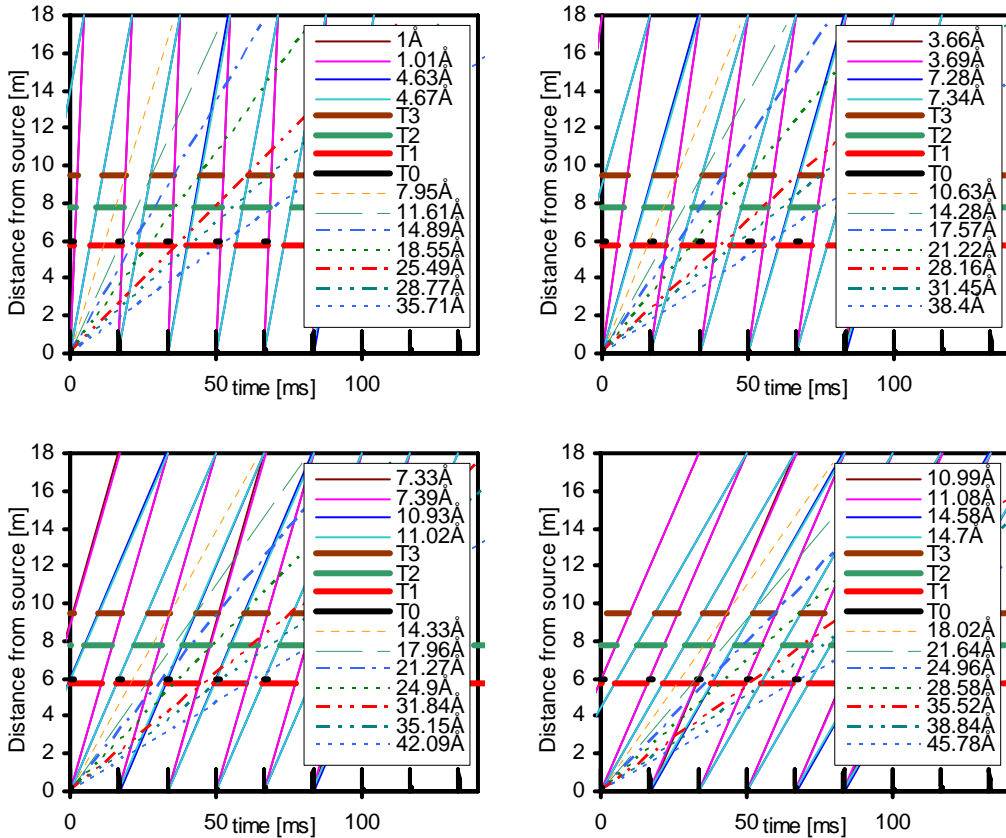 18
16
14
12
10
8
6
4
2
0
Distance from source [m]
0
50
100
time [ms]
1Å
1.01Å
4.63Å
4.67Å
T3
T2
T1
T0
7.95Å
11.61Å
14.89Å
18.55Å
25.49Å
28.77Å
35.71Å
18
16
14
12
10
8
6
4
2
0
Distance from source [m]
0
50
100
time [ms]
3.66Å
3.69Å
7.28Å
7.34Å
T3
T2
T1
T0
10.63Å
14.28Å
17.57Å
21.22Å
28.16Å
31.45Å
38.4Å
18
16
14
12
10
8
6
4
2
0
Distance from source [m]
0
50
100
time [ms]
7.33Å
7.39Å
10.93Å
11.02Å
T3
T2
T1
T0
14.33Å
17.96Å
21.27Å
24.9Å
31.84Å
35.15Å
42.09Å
18
16
14
12
10
8
6
4
2
0
Distance from source [m]
0
50
100
time [ms]
10.99Å
11.08Å
14.58Å
14.7Å
T3
T2
T1
T0
18.02Å
21.64Å
24.96Å
28.58Å
35.52Å
38.84Å
45.78Å